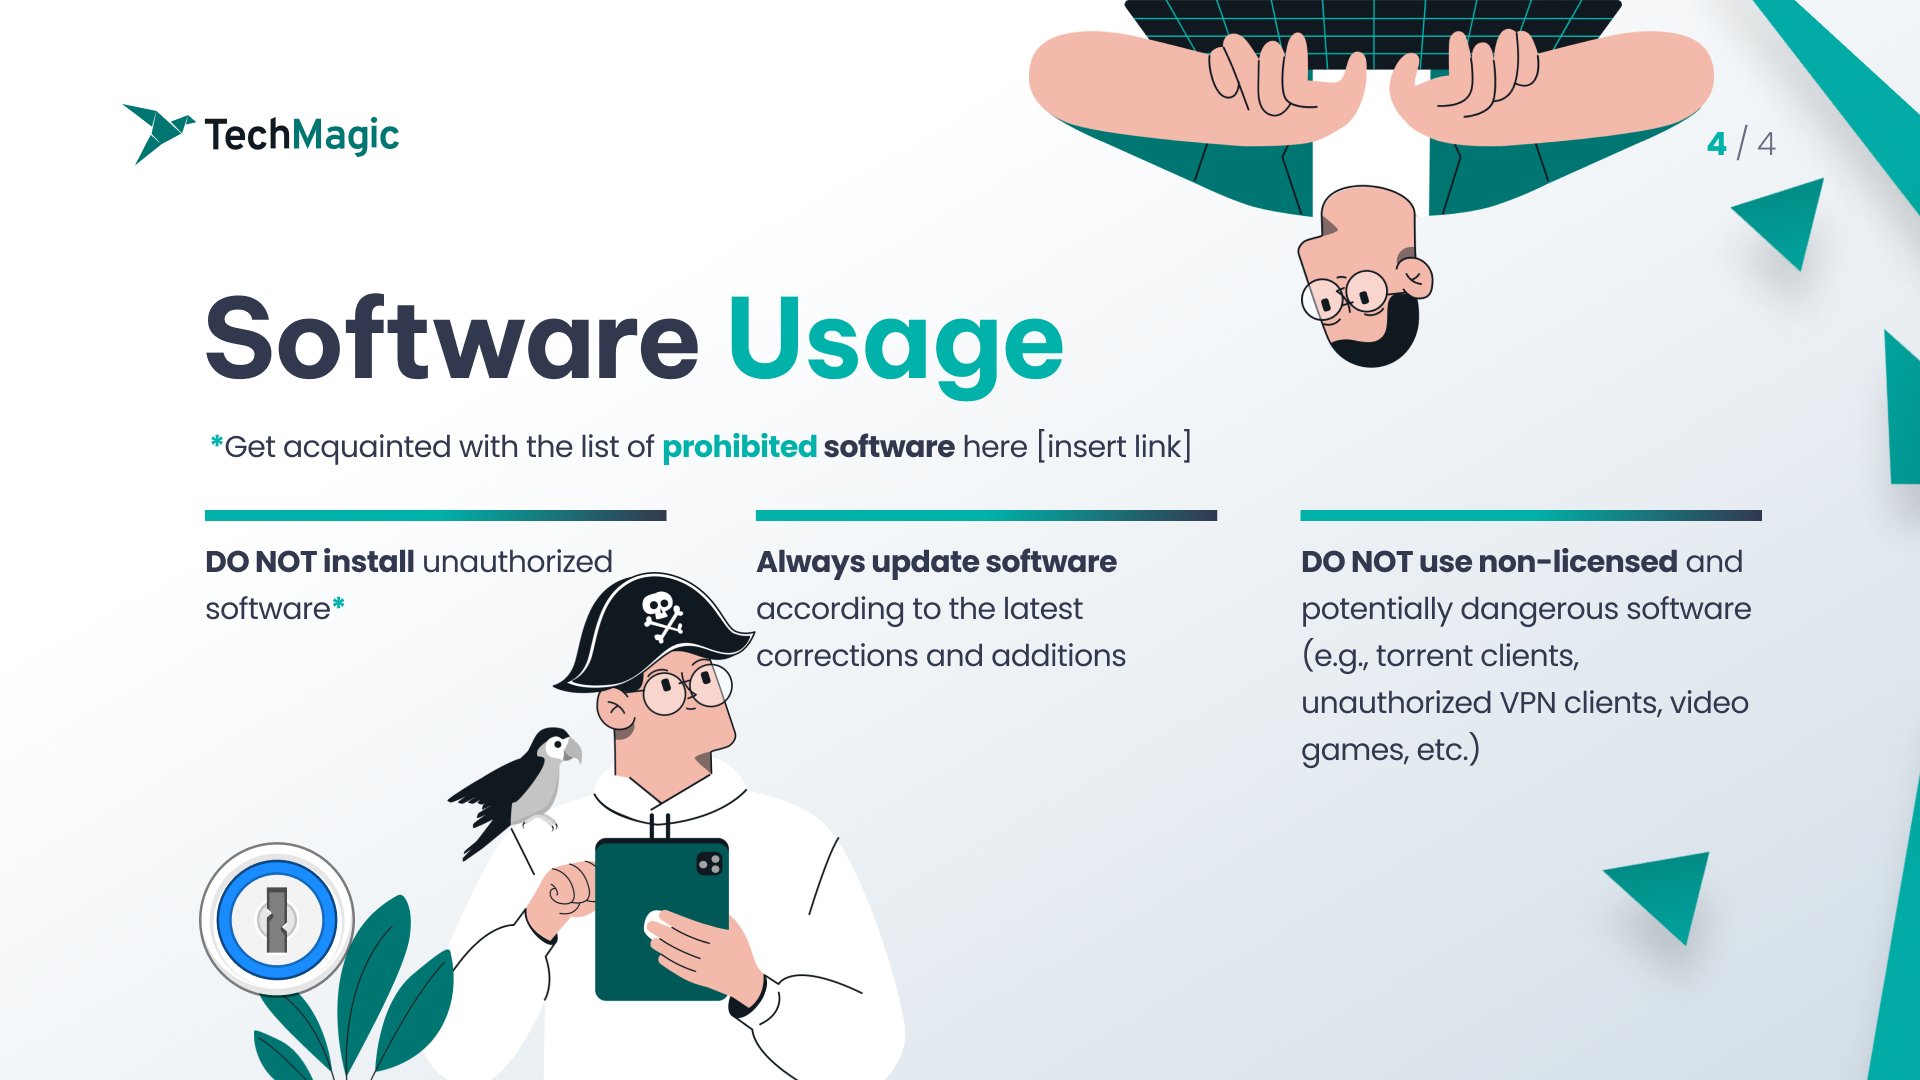 TechMagic
4 / 4
Software Usage
*Get acquainted with the list of prohibited software here [insert link]
DO NOT install unauthorized
software*
Always update software
according to the latest
corrections and additions
DO NOT use non-licensed and
potentially dangerous software
(e.g., torrent clients,
unauthorized VPN clients, video
games, etc.)